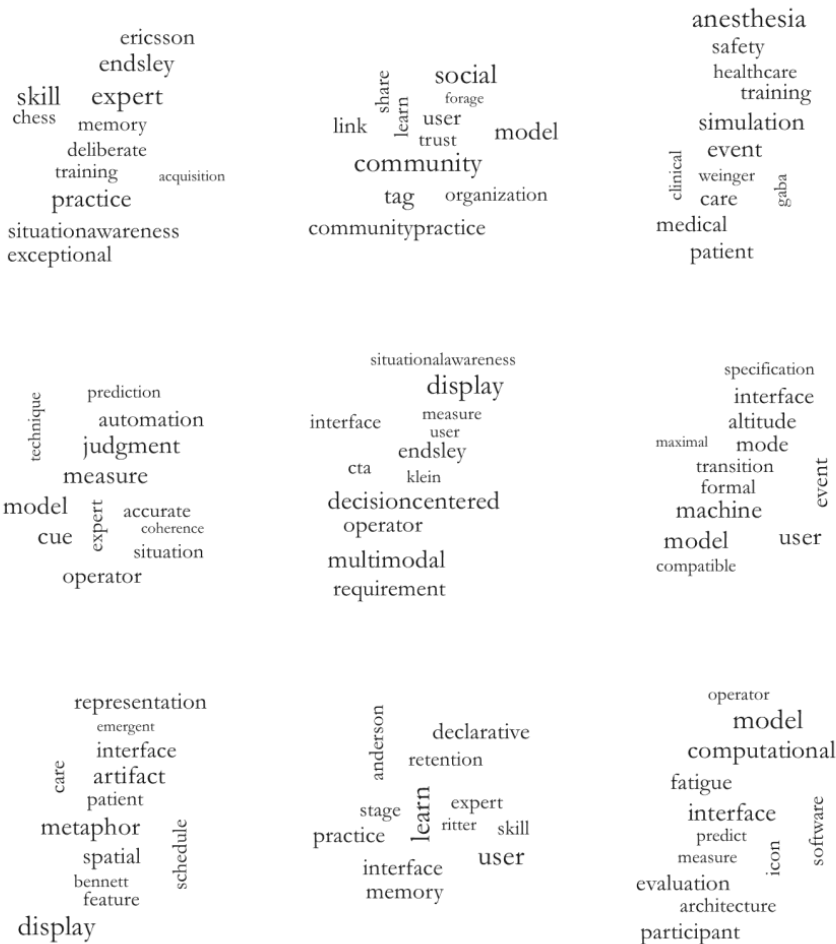 ericsson
endsley
skill expert
chess memory
deliberate
training acquisition
practice
situationawareness
exceptional
social
share forage
learn user
link trust model
community
tag organization
communitypractice
anesthesia
safety
healthcare
training
simulation
event
clinical weinger gaba
care
medical
patient
prediction
technique automation
judgment
measure
model expert accurate
cue coherence
situation
operator
situationalawareness
display
interface measure
user
endsley
cta klein
decisioncentered
operator
multimodal
requirement
specification
interface
altitude
maximal mode
transition event
formal
machine
model user
compatible
representation
emergent
interface
care artifact
patient
metaphor
spatial schedule
bennett
feature
display
anderson declarative
retention
stage learn expert
practice ritter skill
user
interface
memory
operator
model
computational
fatigue
interface software
predict
measure icon
evaluation
architecture
participant